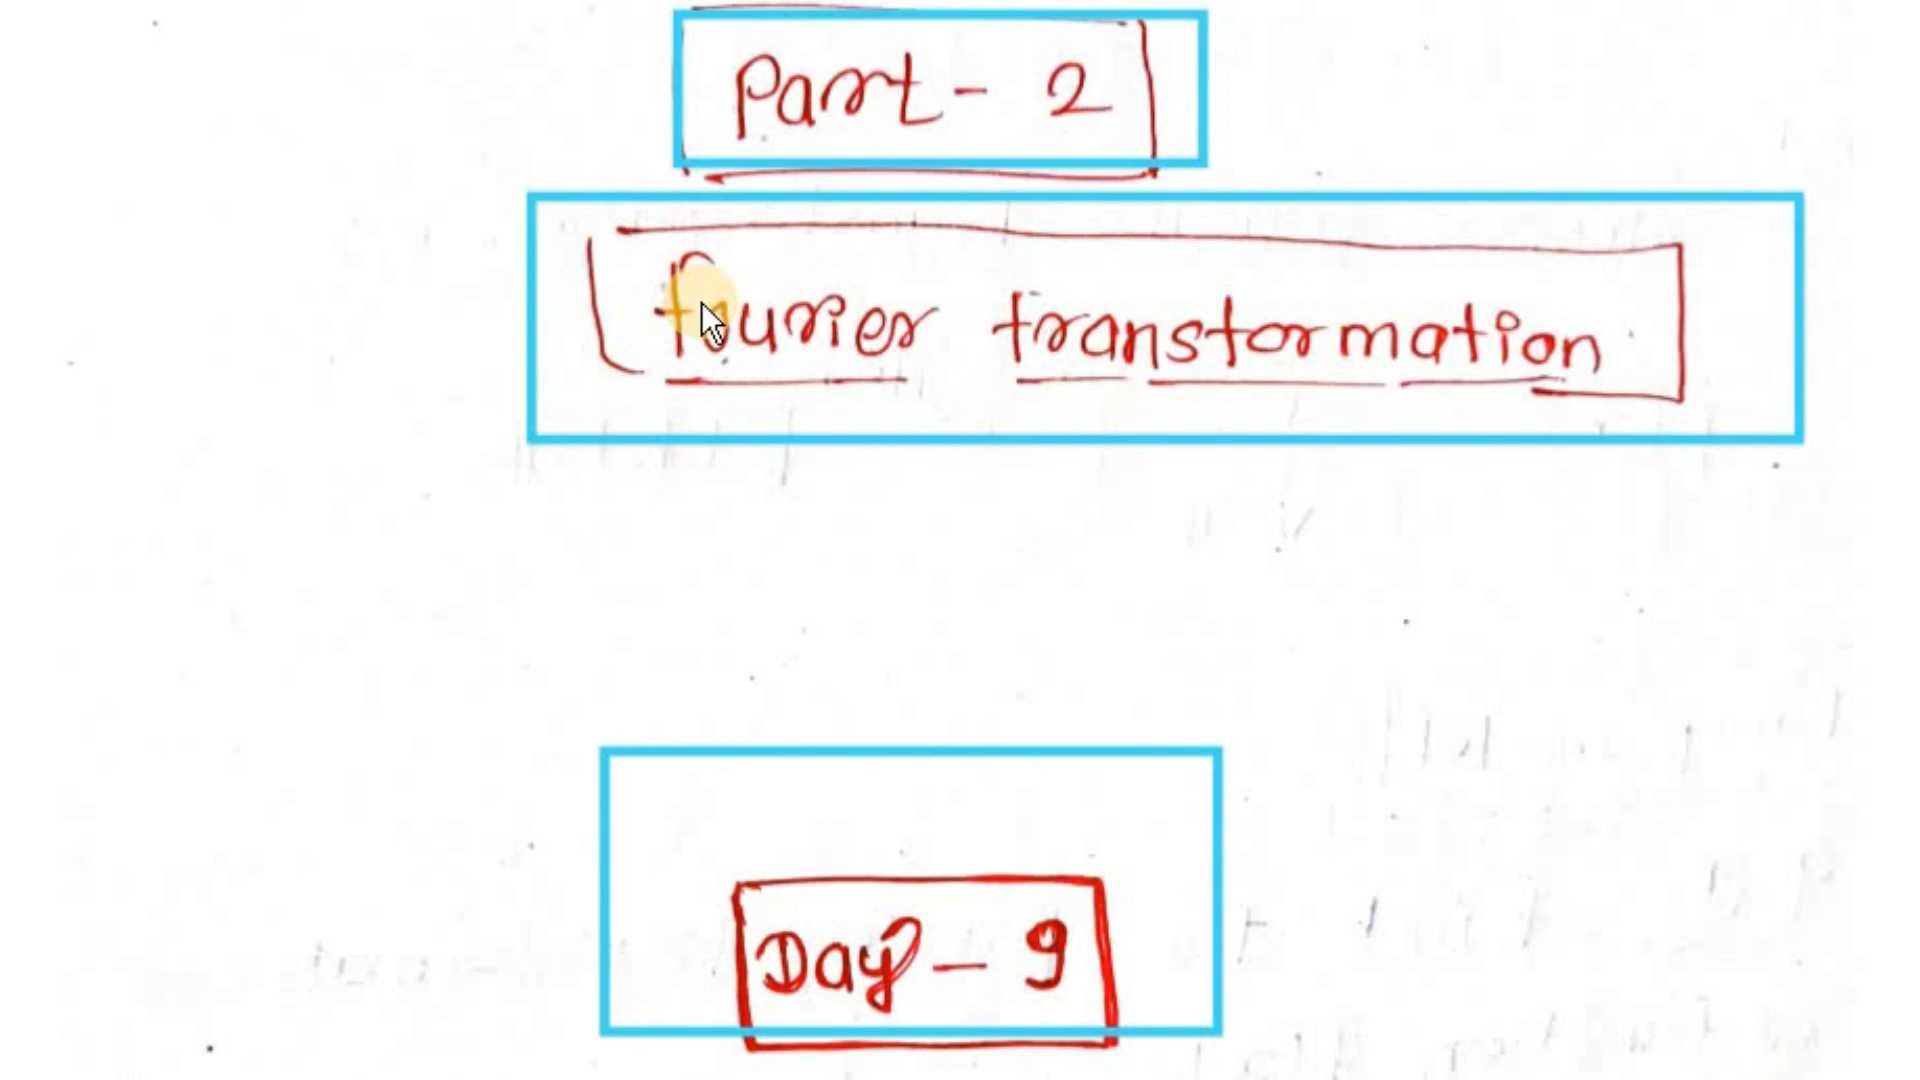 Part - 2
fourier transformation
Day - 9